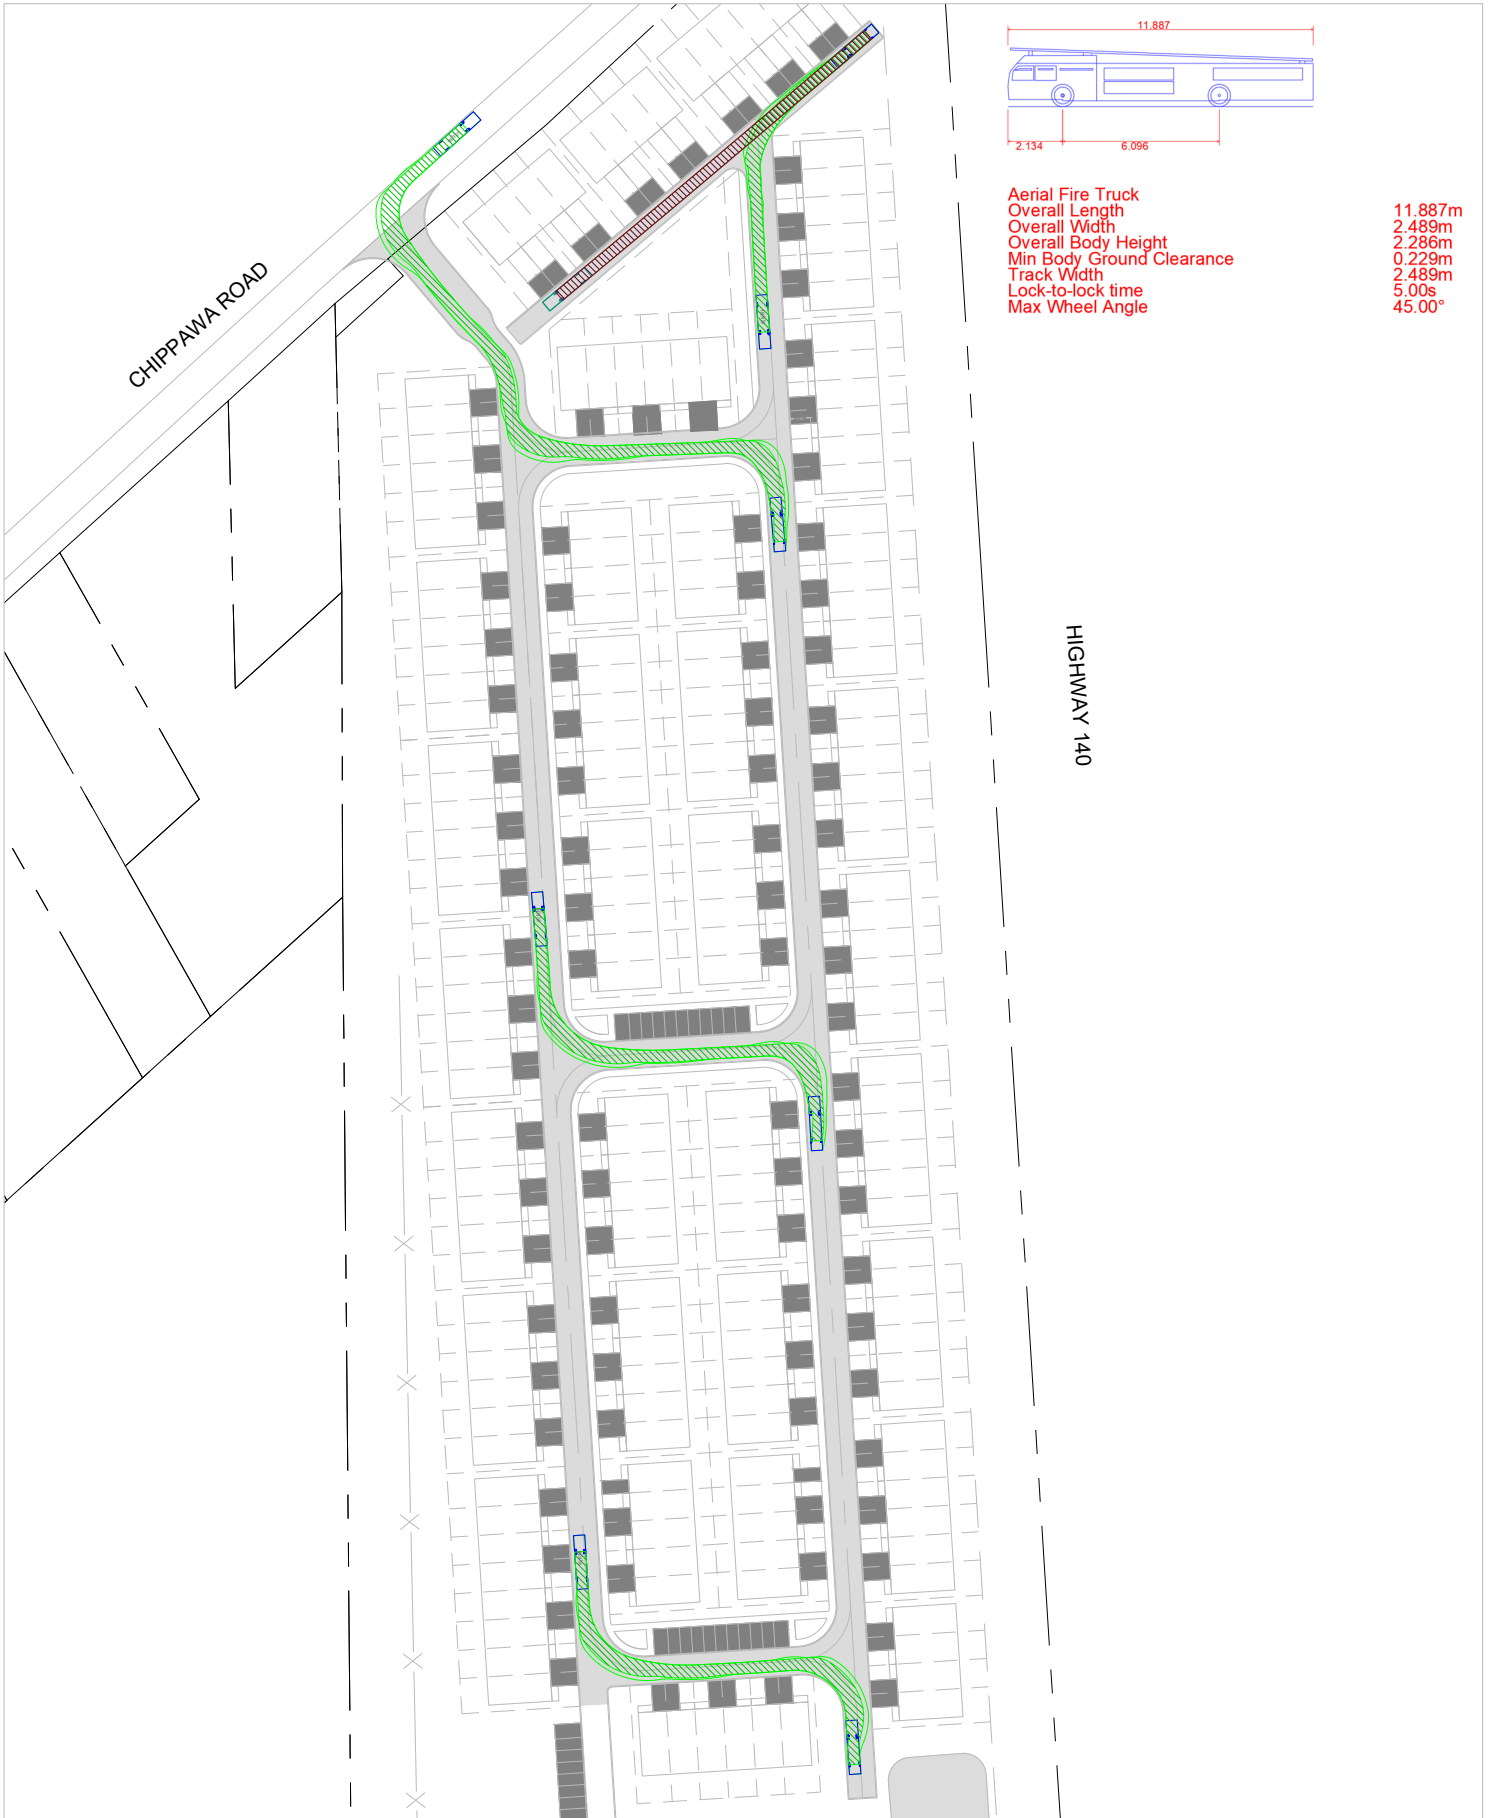 11.887
2.134
6.096
Aerial Fire Truck
Overall Length 11.887m
Overall Width 2.489m
Overall Body Height 2.286m
Min Body Ground Clearance 0.229m
Track Width 2.489m
Lock-to-lock time 5.00s
Max Wheel Angle 45.00°
CHIPPAWA ROAD
HIGHWAY 140